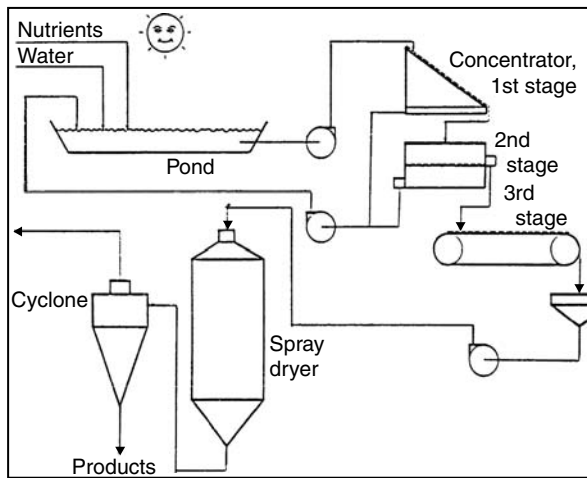 Nutrients
Water
Pond
Concentrator,
1st stage
2nd
stage
3rd
stage
Cyclone
Spray
dryer
Products